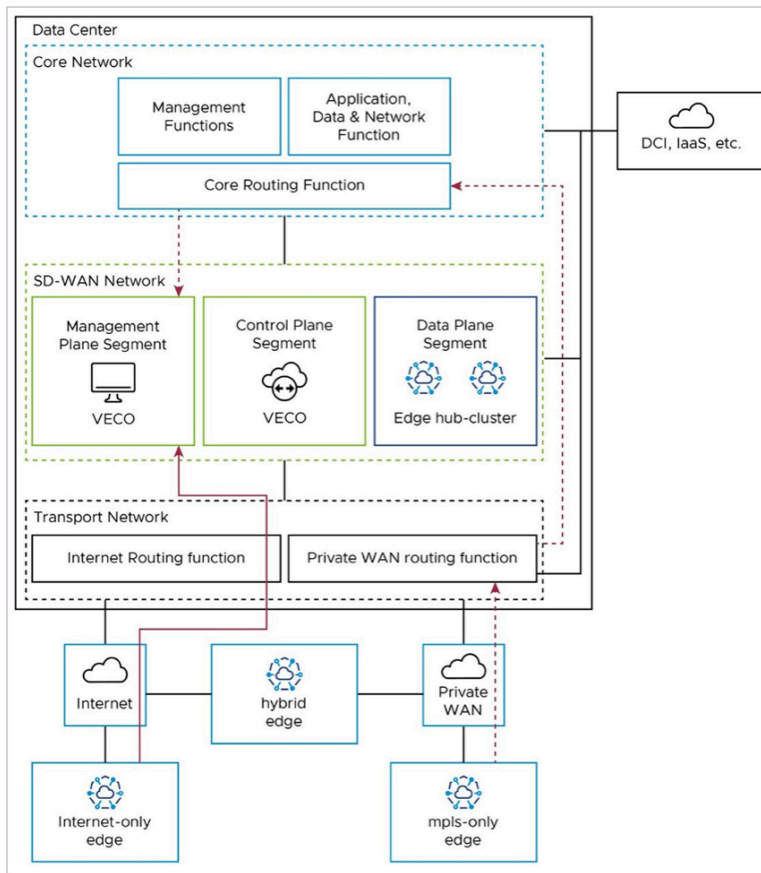 Data Center
Core Network
Management
Functions
Application,
Data & Network
Function
DCI, IaaS, etc.
Core Routing Function
SD-WAN Network
Management
Plane Segment
VECO
Control Plane
Segment
VECO
Data Plane
Segment
Edge hub-cluster
Transport Network
Internet Routing function
Private WAN routing function
Internet
hybrid
edge
Private
WAN
Internet-only
edge
mpls-only
edge